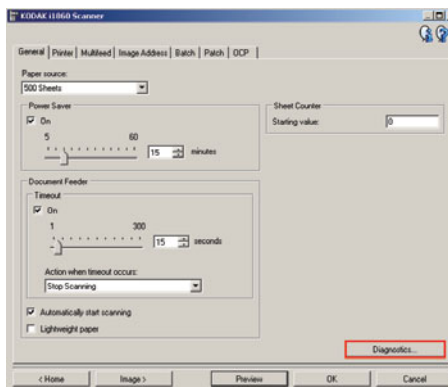 KODAK i1860 Scanner
General Printer Multifeed Image Address Batch Patch OCP
Paper source:
500 Sheets
Power Saver
On
5 60
15 minutes
Sheet Counter
Starting value: 0
Document Feeder
Timeout
On
1 300
15 seconds
Action when timeout occurs:
Stop Scanning
Automatically start scanning
Lightweight paper
Diagnostics...
< Home Image > Preview OK Cancel